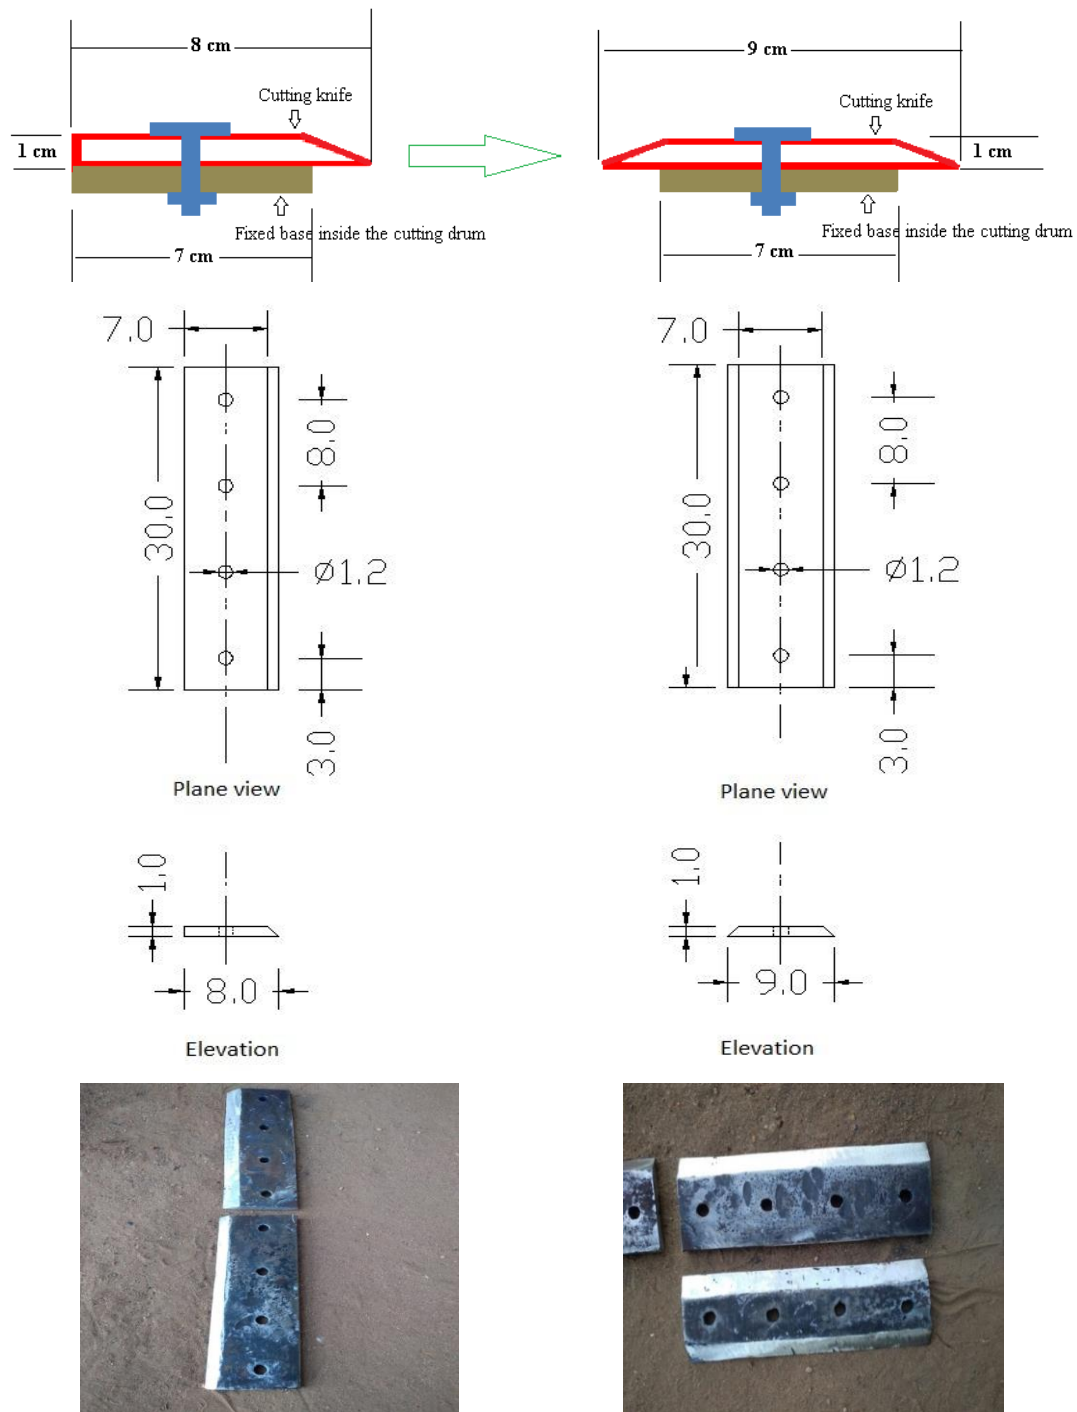 8 cm
9 cm
Cutting knife
Cutting knife
1 cm
1 cm
Fixed base inside the cutting drum
Fixed base inside the cutting drum
7 cm
7 cm
7.0
7.0
8.0
8.0
30.0
30.0
Ø1.2
Ø1.2
3.0
3.0
Plane view
Plane view
1.0
1.0
8.0
9.0
Elevation
Elevation